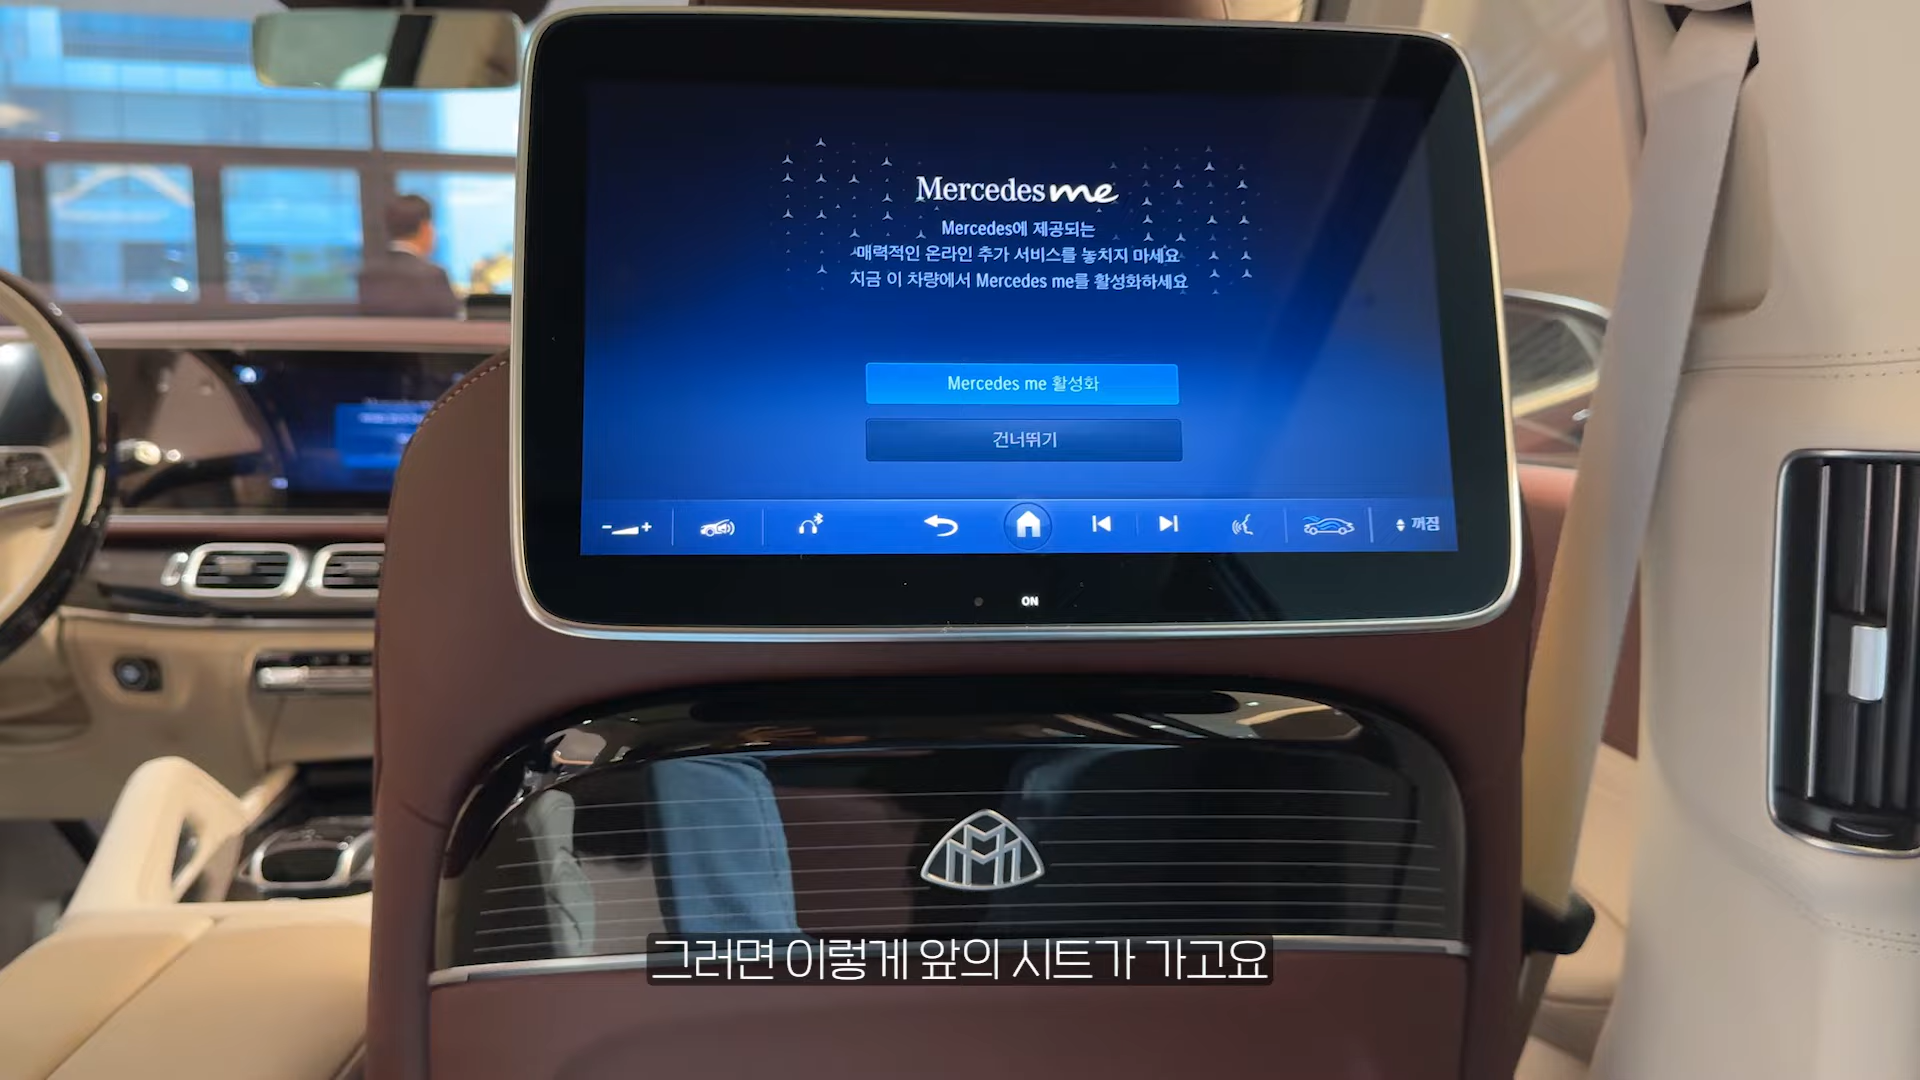 Mercedes me
Mercedes에 제공되는
매력적인 온라인 추가 서비스를 놓치지 마세요
지금 이 차량에서 Mercedes me를 활성화하세요
Mercedes me 활성화
건너뛰기
꺼짐
ON
그러면 이렇게 앞의 시트가 가고요